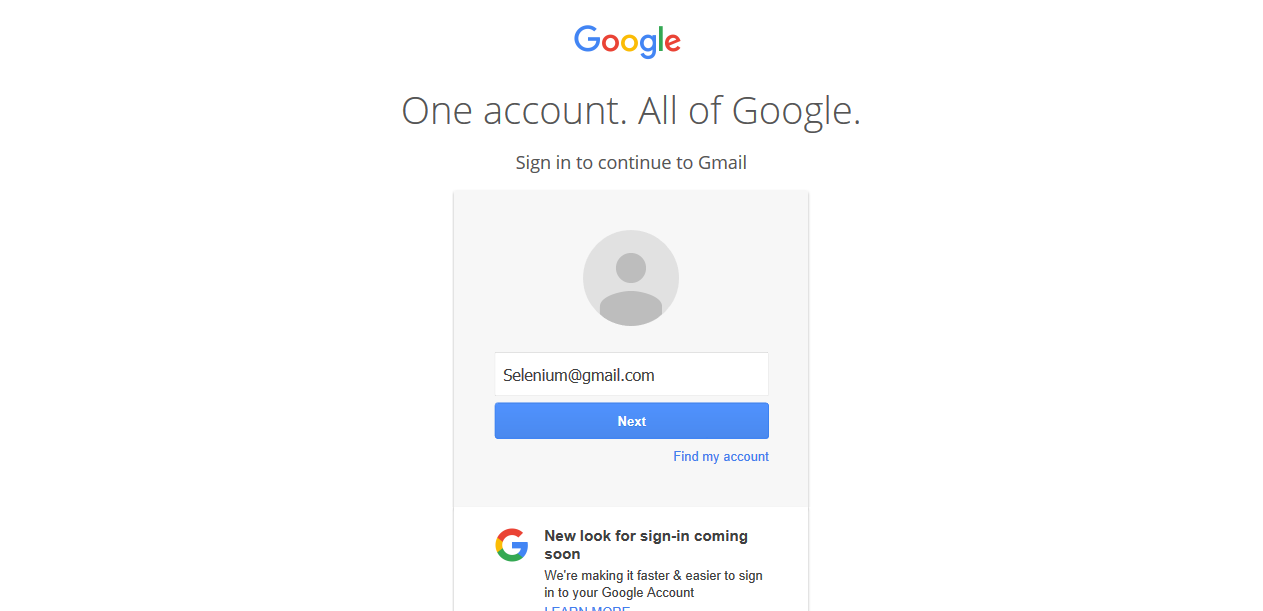 Google
One account. All of Google.
Sign in to continue to Gmail
Selenium@gmail.com
Next
Find my account
New look for sign-in coming
soon
We're making it faster & easier to sign
in to your Google Account
LEARN MORE